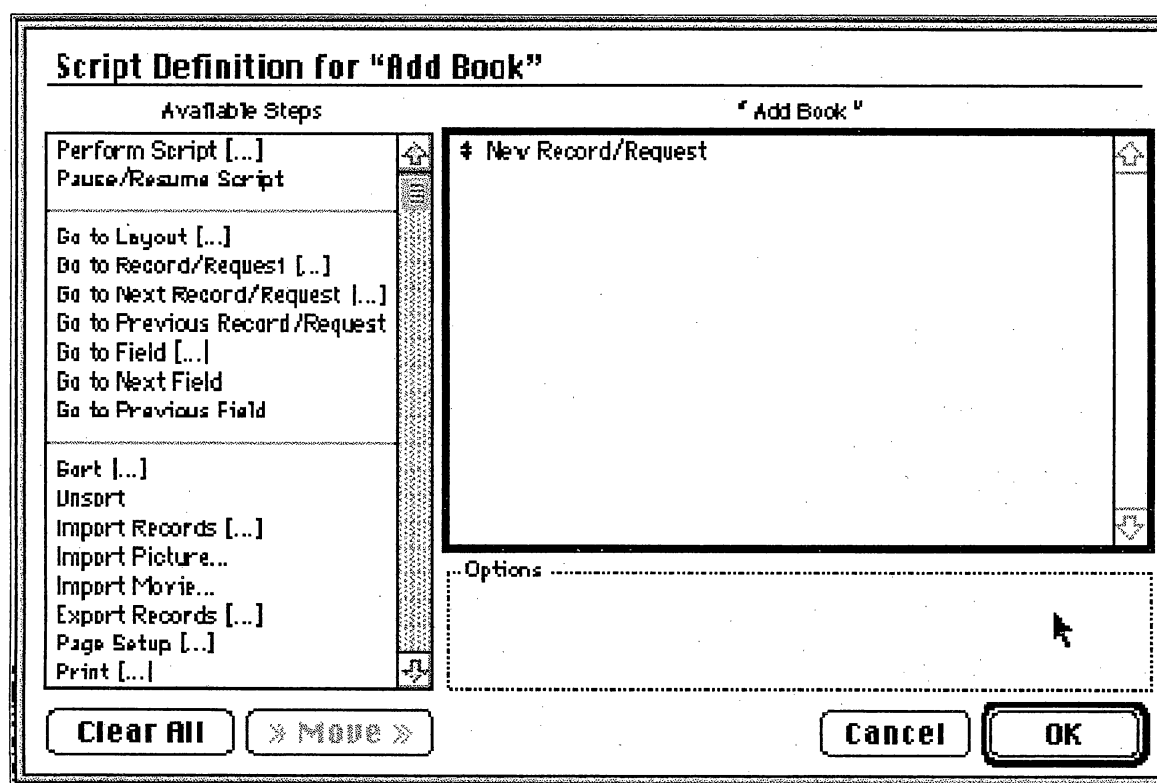 Script Definition for “Add Book”
Available Steps
Perform Script [...]
Pause/Resume Script
Go to Layout [...]
Go to Record/Request [...]
Go to Next Record/Request [...]
Go to Previous Record/Request
Go to Field [...]
Go to Next Field
Go to Previous Field
Sort [...]
Unsort
Import Records [...]
Import Picture...
Import Movie...
Export Records [...]
Page Setup [...]
Print [...]
“ Add Book ”
New Record/Request
Options
Clear All
» Move »
Cancel
OK